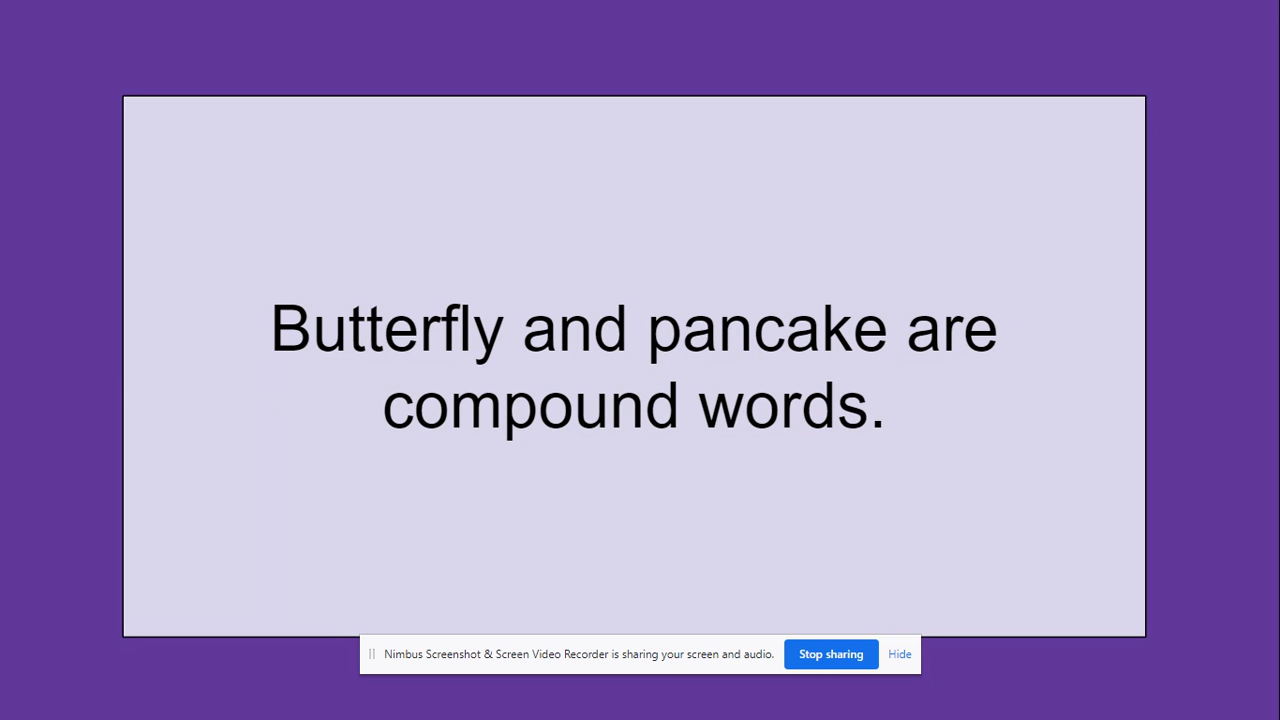 Butterfly and pancake are
compound words.
Nimbus Screenshot & Screen Video Recorder is sharing your screen and audio. Stop sharing Hide